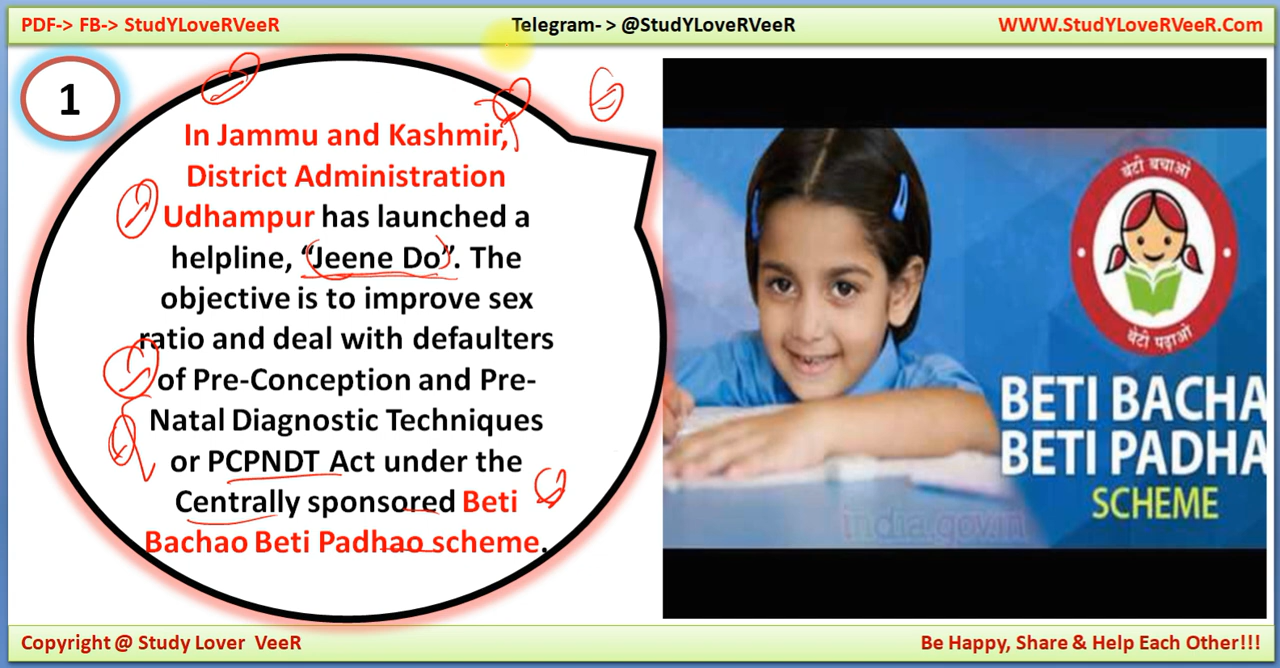 PDF-> FB-> StudYLoveRVeeR
Telegram- > @StudYLoveRVeeR
WWW.StudYLoveRVeeR.Com
1
In Jammu and Kashmir,
District Administration
Udhampur has launched a
helpline, “Jeene Do”. The
objective is to improve sex
ratio and deal with defaulters
of Pre-Conception and Pre-
Natal Diagnostic Techniques
or PCPNDT Act under the
Centrally sponsored Beti
Bachao Beti Padhao scheme.
बेटी बचाओ
बेटी पढ़ाओ
BETI BACHA
BETI PADHA
SCHEME
india.gov.in
Copyright @ Study Lover VeeR
Be Happy, Share & Help Each Other!!!